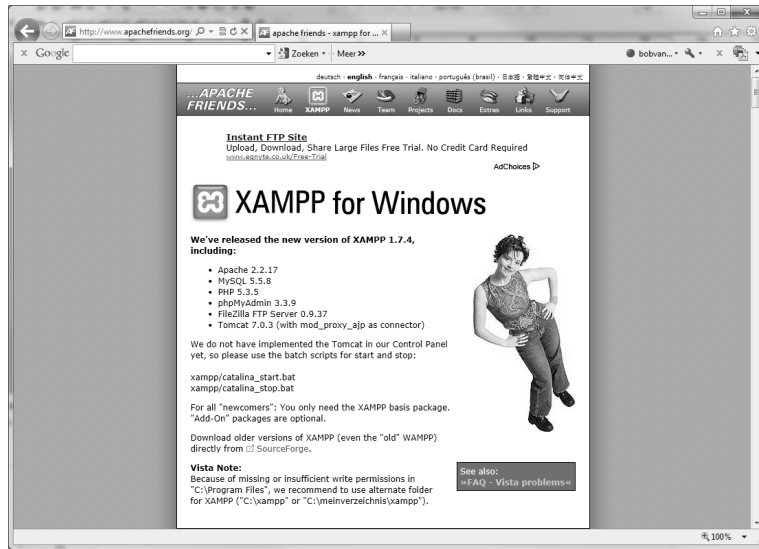 http://www.apachefriends.org/
apache friends - xampp for ...
Google
Zoeken
Meer »
bobvan...
deutsch · english · français · italiano · português (brasil) · 日本語 · 繁體中文 · 简体中文
...APACHE
FRIENDS...
Home
XAMPP
News
Team
Projects
Docs
Extras
Links
Support
Instant FTP Site
Upload, Download, Share Large Files Free Trial. No Credit Card Required
www.egnyte.co.uk/Free-Trial
AdChoices
XAMPP for Windows
We've released the new version of XAMPP 1.7.4,
including:
• Apache 2.2.17
• MySQL 5.5.8
• PHP 5.3.5
• phpMyAdmin 3.3.9
• FileZilla FTP Server 0.9.37
• Tomcat 7.0.3 (with mod_proxy_ajp as connector)
We do not have implemented the Tomcat in our Control Panel
yet, so please use the batch scripts for start and stop:
xampp/catalina_start.bat
xampp/catalina_stop.bat
For all "newcomers": You only need the XAMPP basis package.
"Add-On" packages are optional.
Download older versions of XAMPP (even the "old" WAMPP)
directly from SourceForge.
Vista Note:
Because of missing or insufficient write permissions in
"C:\Program Files", we recommend to use alternate folder
for XAMPP ("C:\xampp" or "C:\meinverzeichnis\xampp").
See also:
»FAQ - Vista problems«
100%